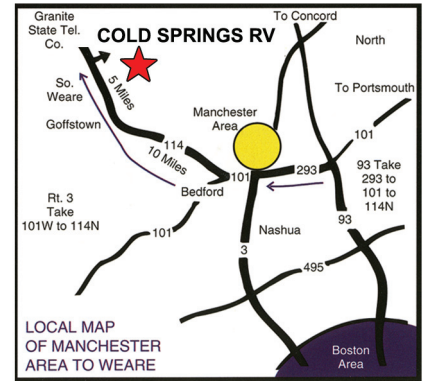 Granite
State Tel.
Co.
COLD SPRINGS RV
To Concord
North
To Portsmouth
So.
Weare
5 Miles
Goffstown
Manchester
Area
101
114
10 Miles
101
293
93 Take
293 to
101 to
114N
Bedford
Rt. 3
Take
101W to 114N
101
93
Nashua
3
495
LOCAL MAP
OF MANCHESTER
AREA TO WEARE
Boston
Area